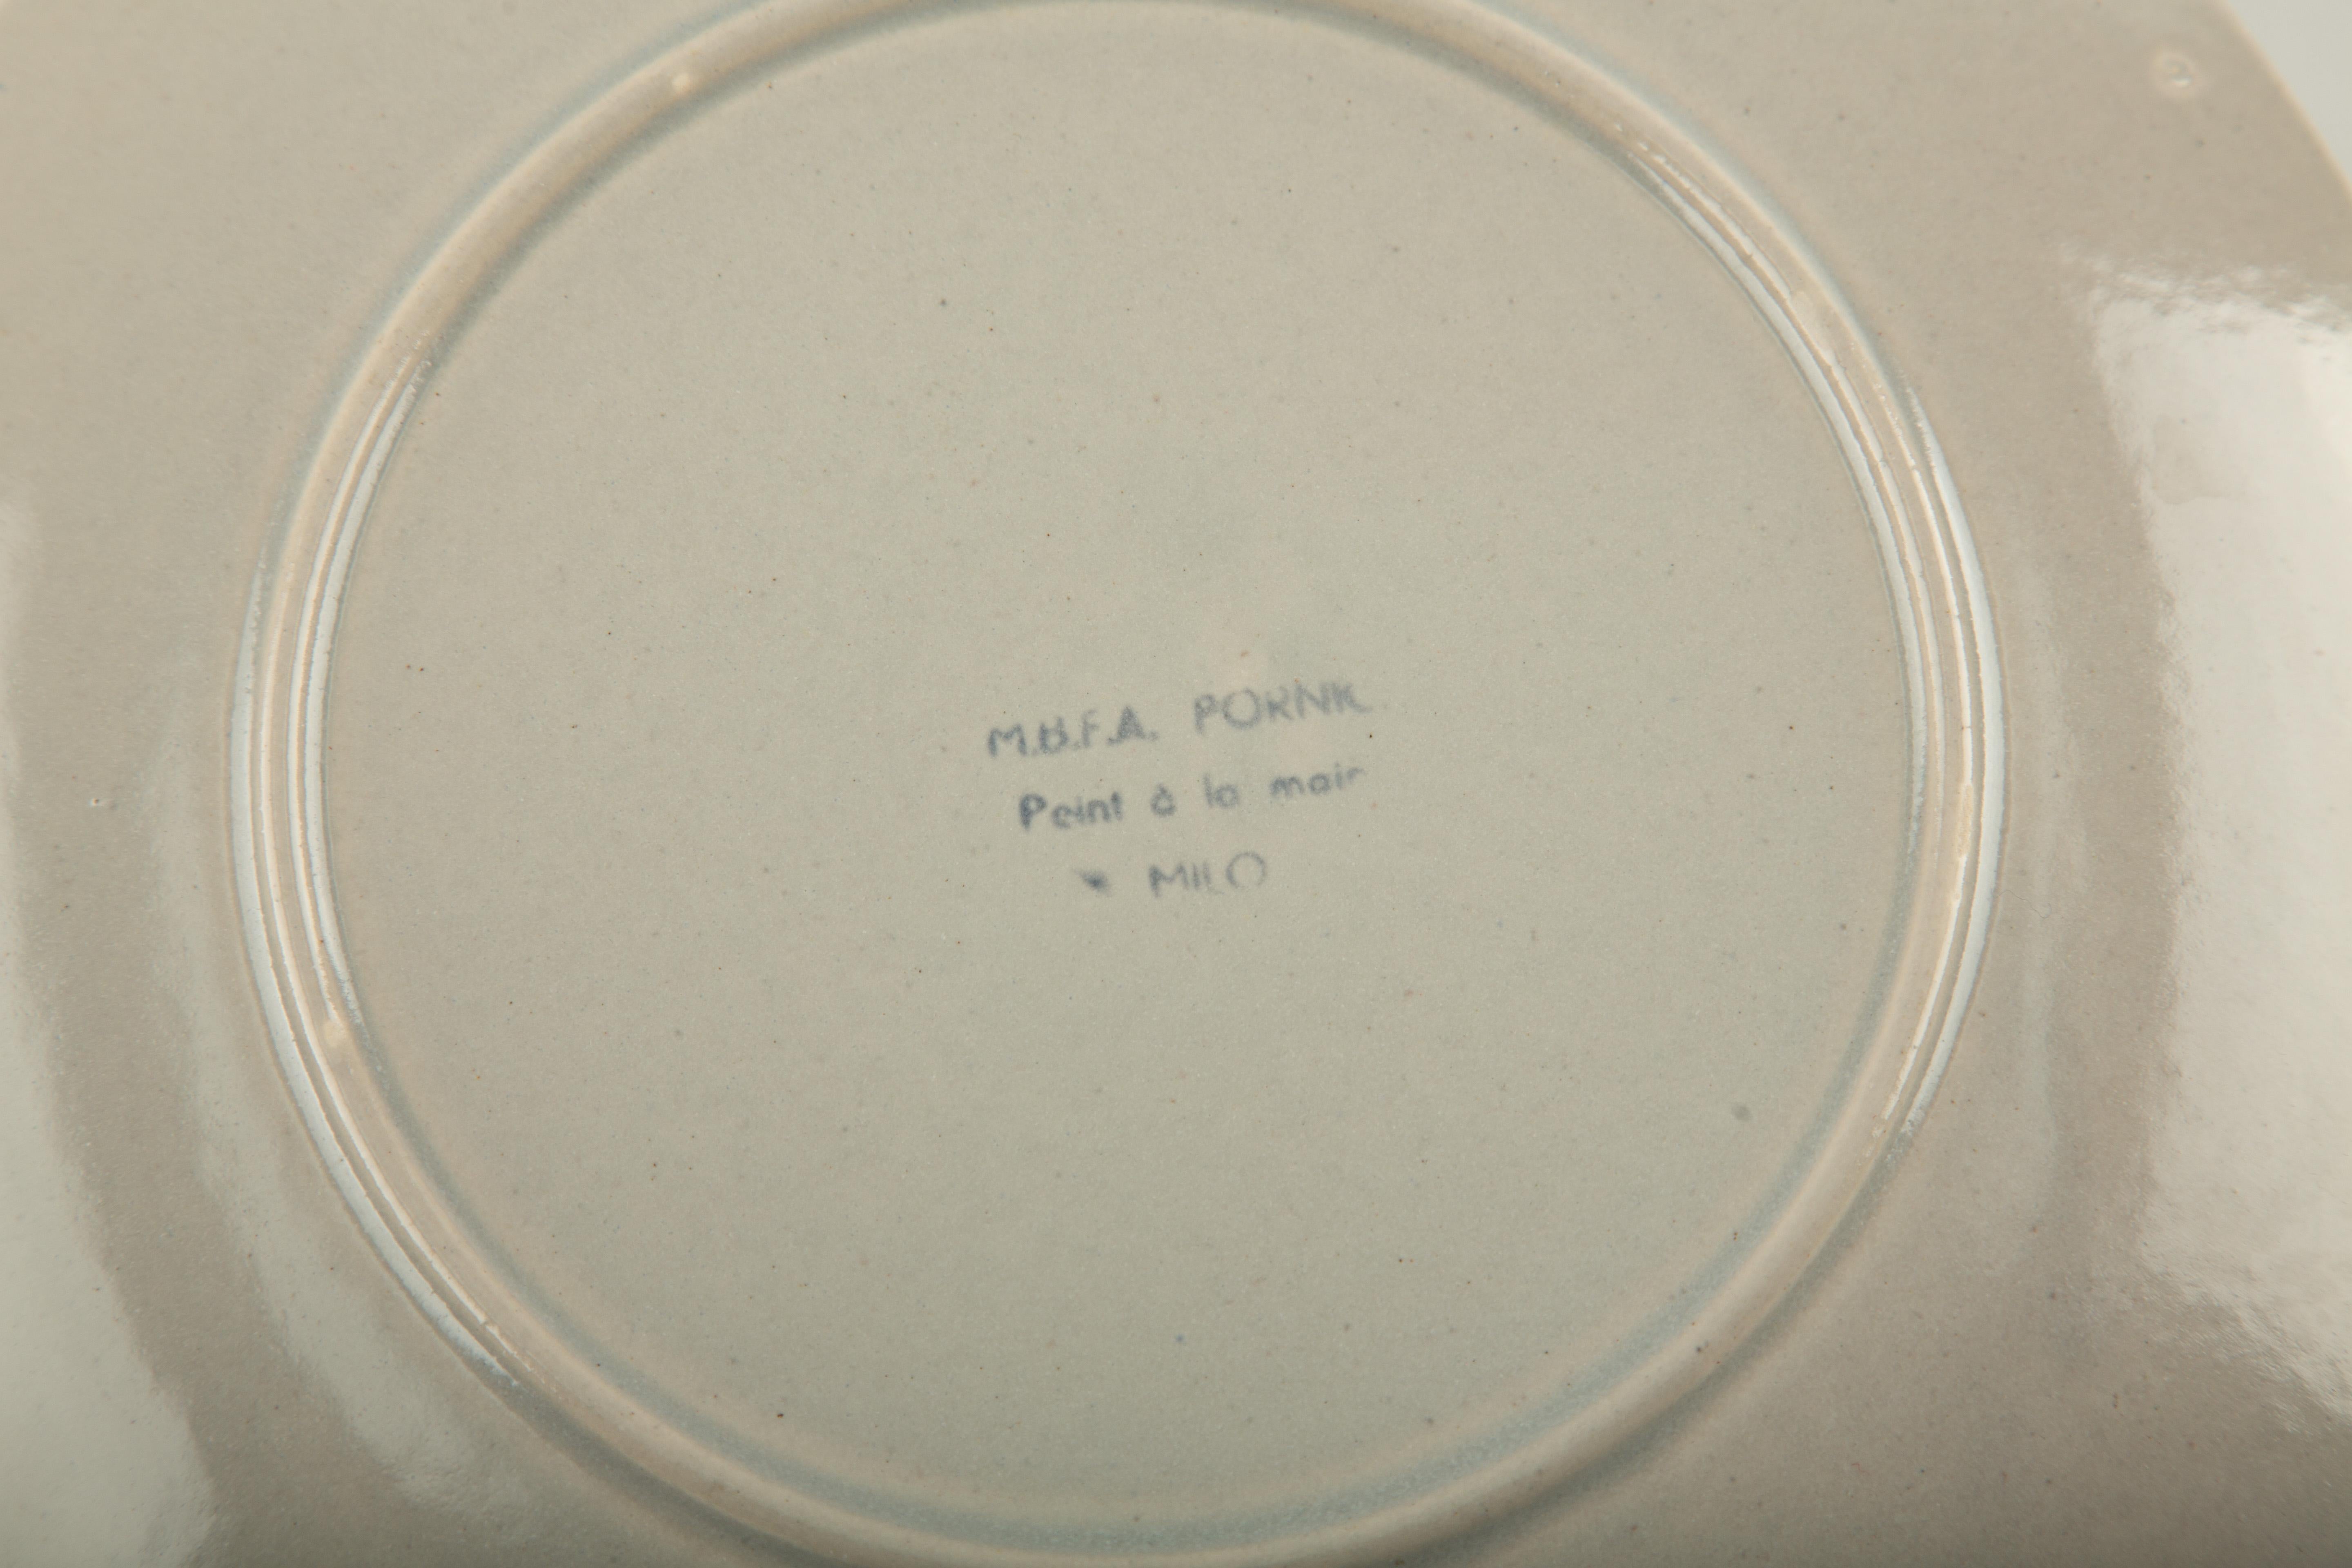 M.B.F.A. PORNIC
Peint à la main
MILO